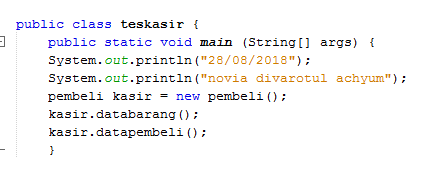 public class teskasir {
public static void main (String[] args) {
System.out.println("28/08/2018");
System.out.println("novia divarotul achyum");
pembeli kasir = new pembeli();
kasir.databarang();
kasir.datapembeli();
}